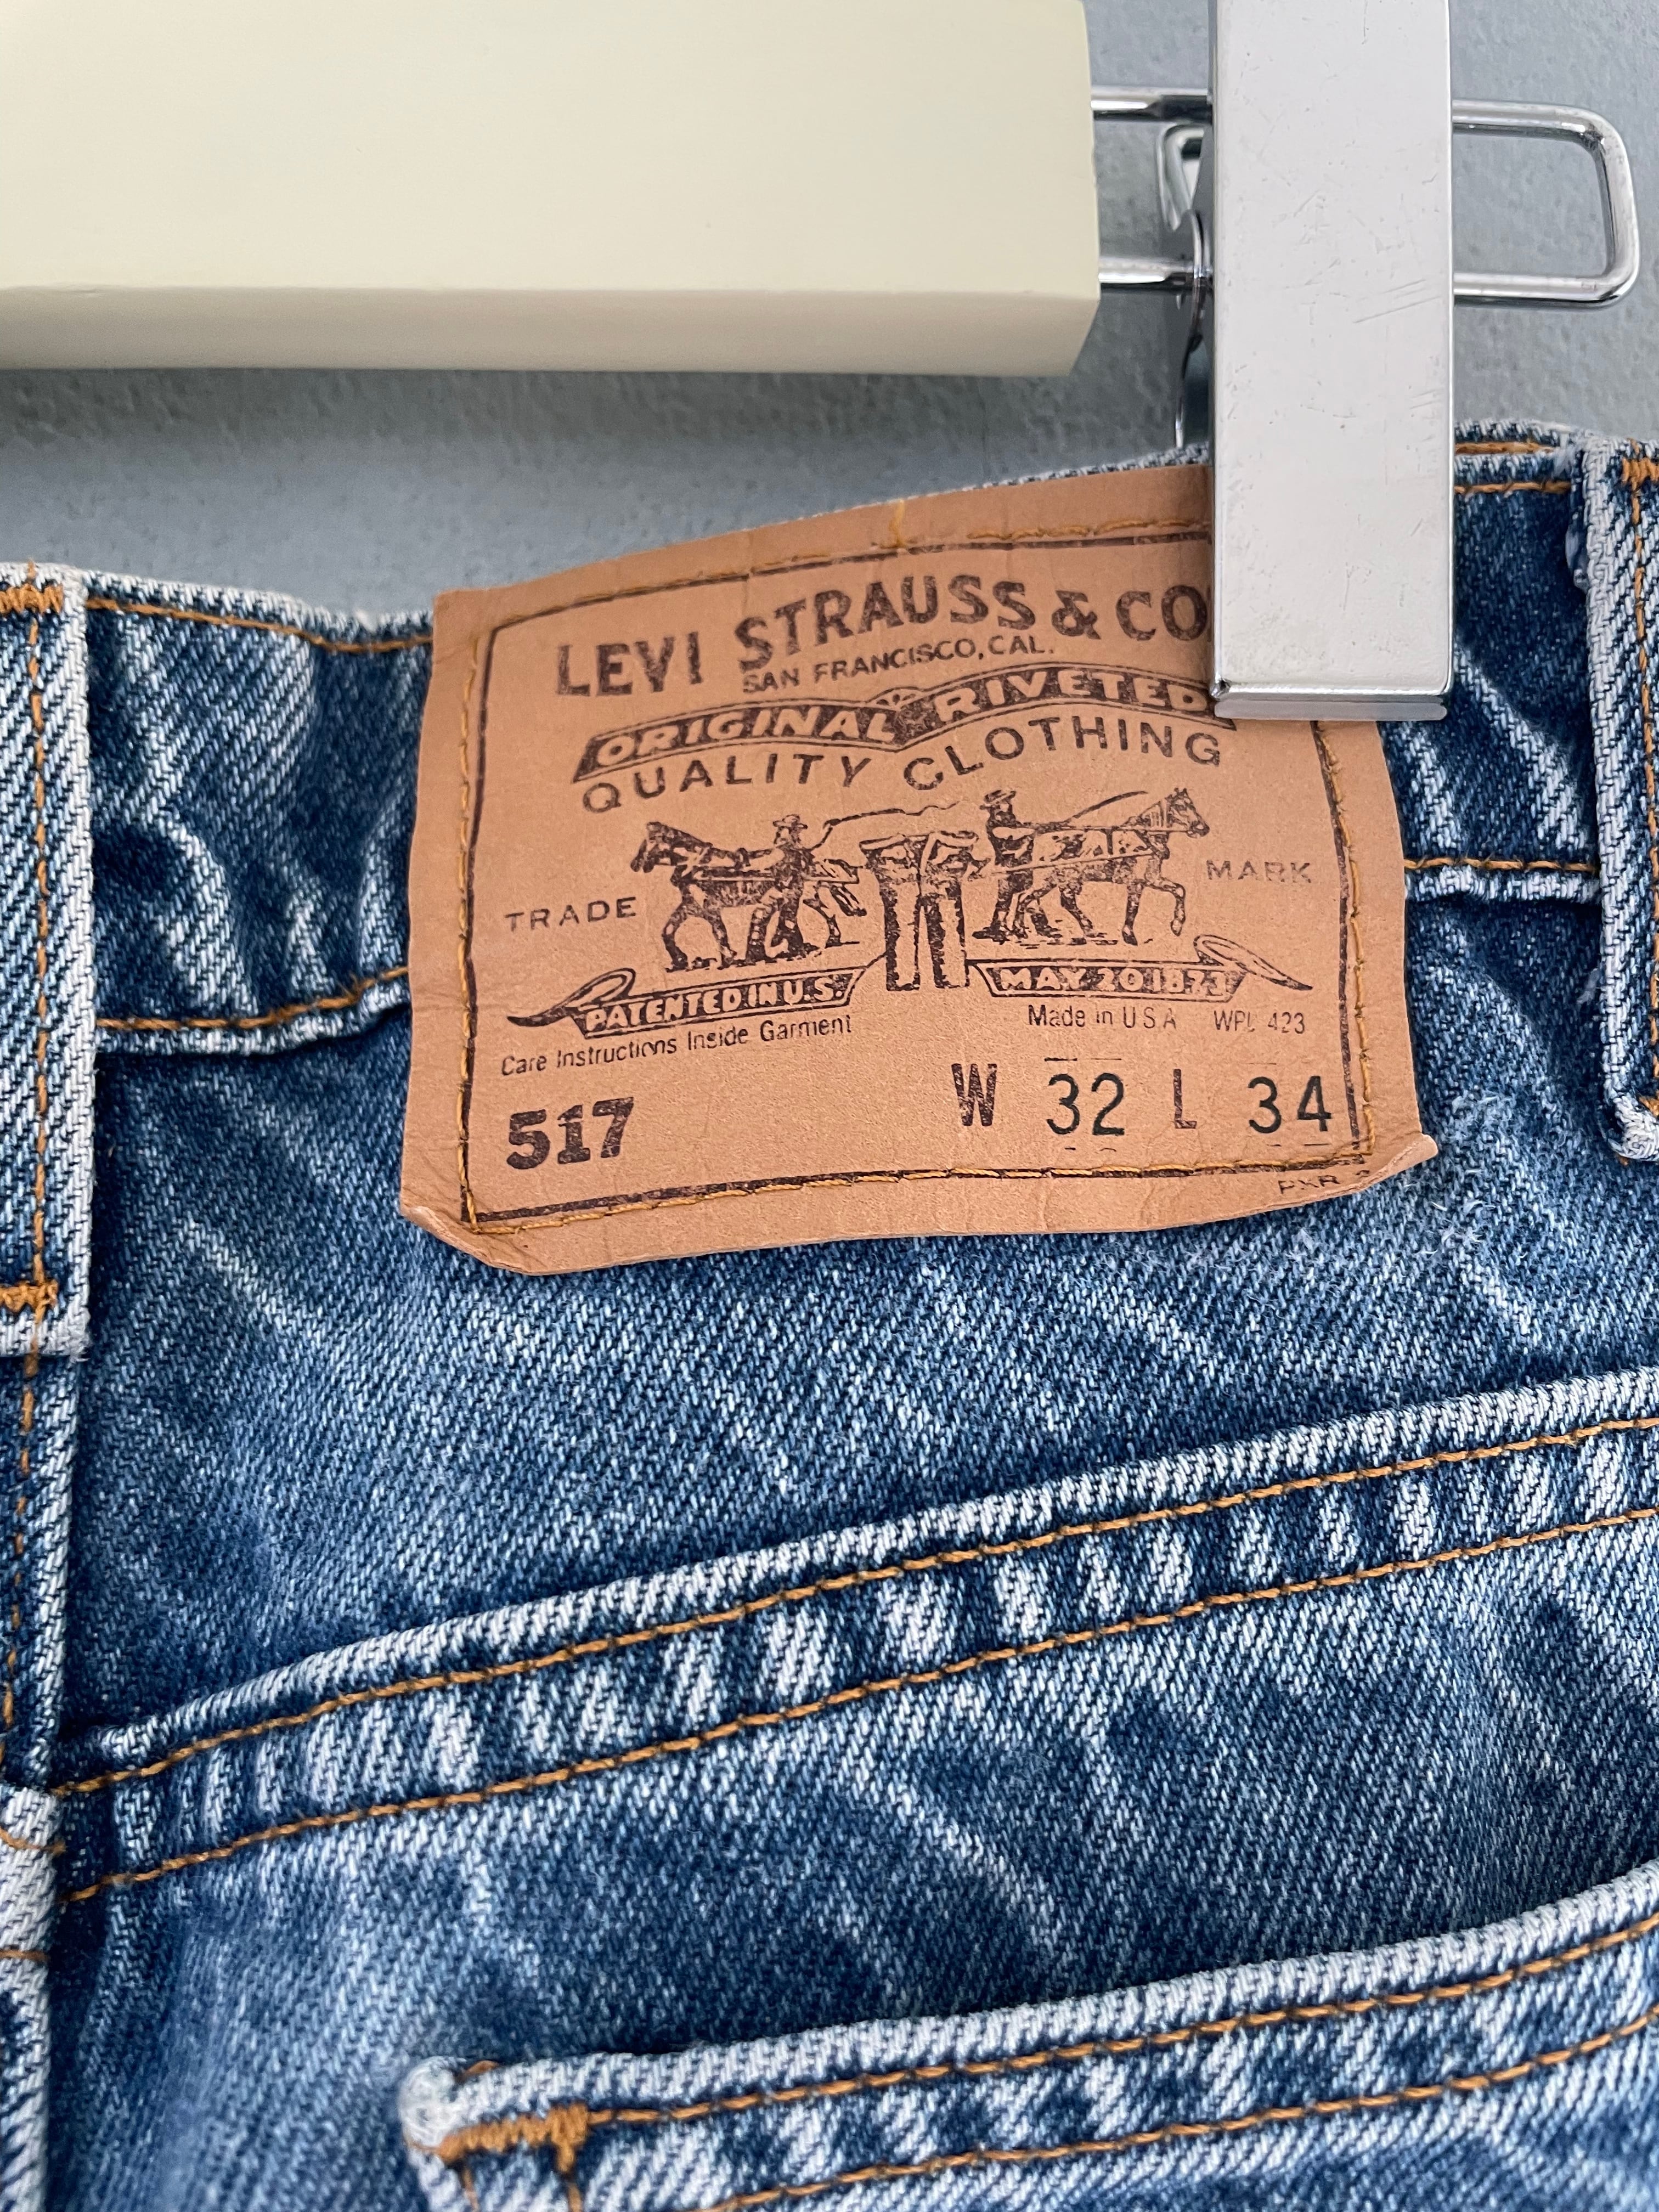 LEVI STRAUSS & CO
SAN FRANCISCO, CAL.
ORIGINAL RIVETED
QUALITY CLOTHING
TRADE MARK
PATENTED IN U.S. MAY 20 1873
Care Instructions Inside Garment Made in U S A WPL 423
517 W 32 L 34